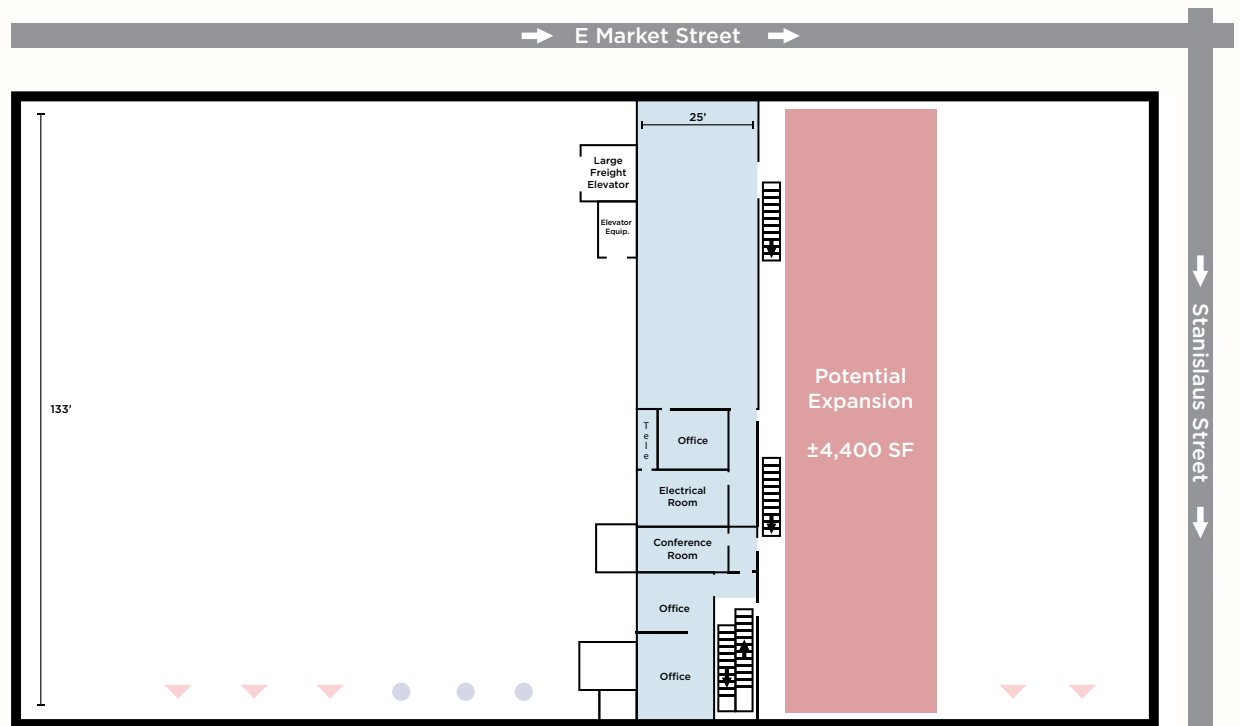 E Market Street
25’
Large
Freight
Elevator
Elevator
Equip.
Potential
Expansion
±4,400 SF
Stanislaus Street
133’
T
e
l
e
Office
Electrical
Room
Conference
Room
Office
Office